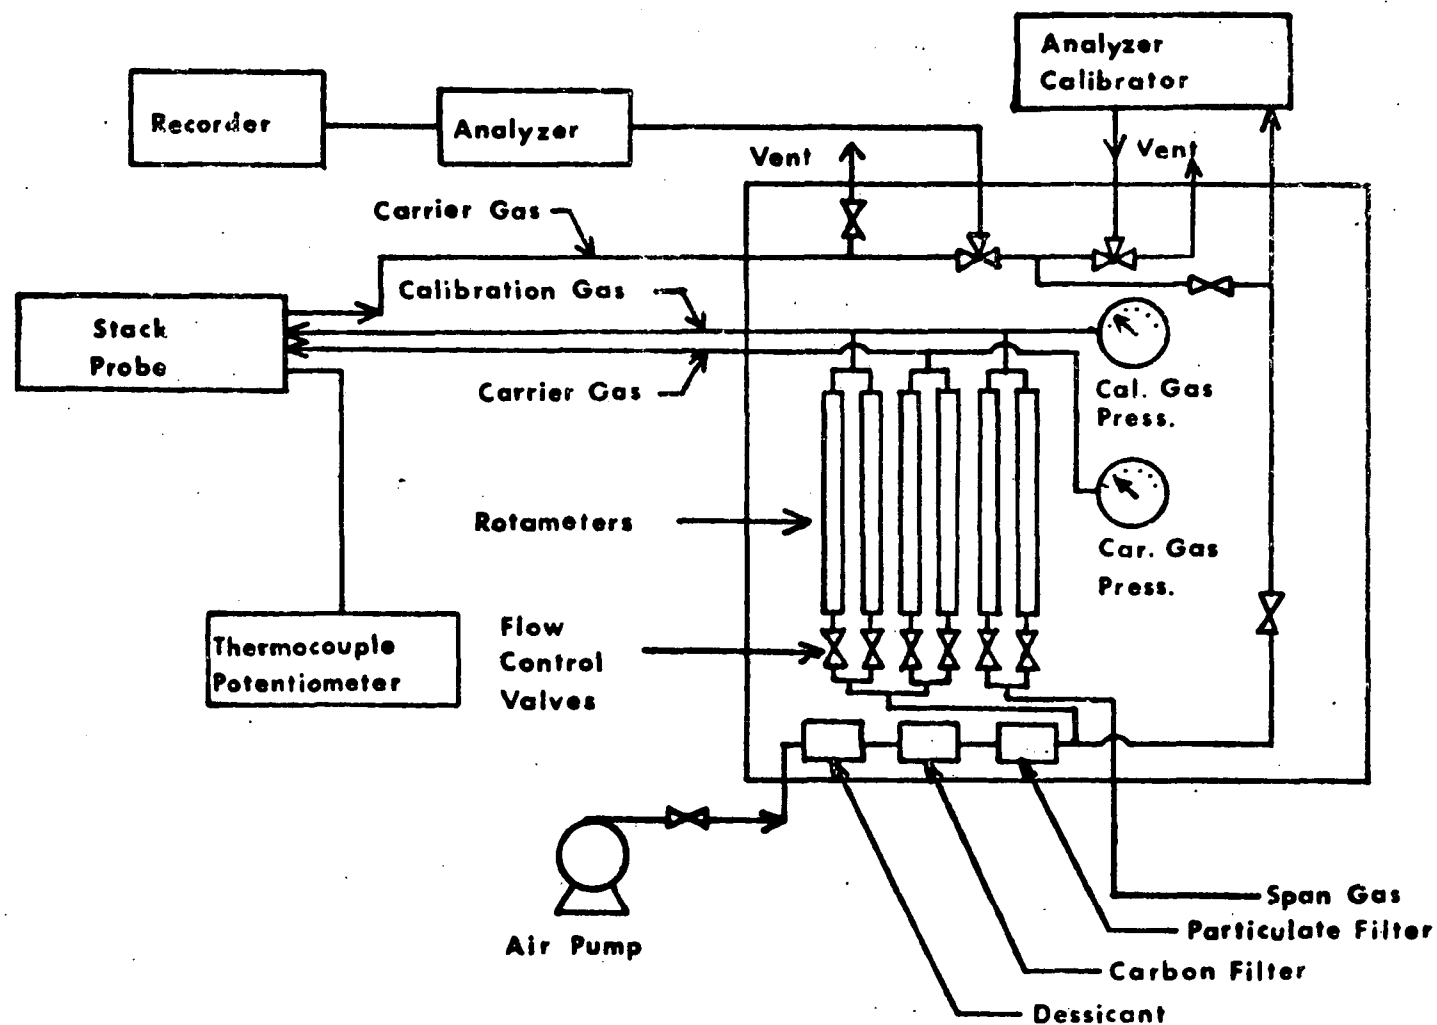 Analyzer
Calibrator
Recorder
Analyzer
Vent
Vent
Carrier Gas
Calibration Gas
Stack
Probe
Carrier Gas
Cal. Gas
Press.
Rotameters
Car. Gas
Press.
Flow
Control
Valves
Thermocouple
Potentiometer
Span Gas
Particulate Filter
Air Pump
Carbon Filter
Dessicant